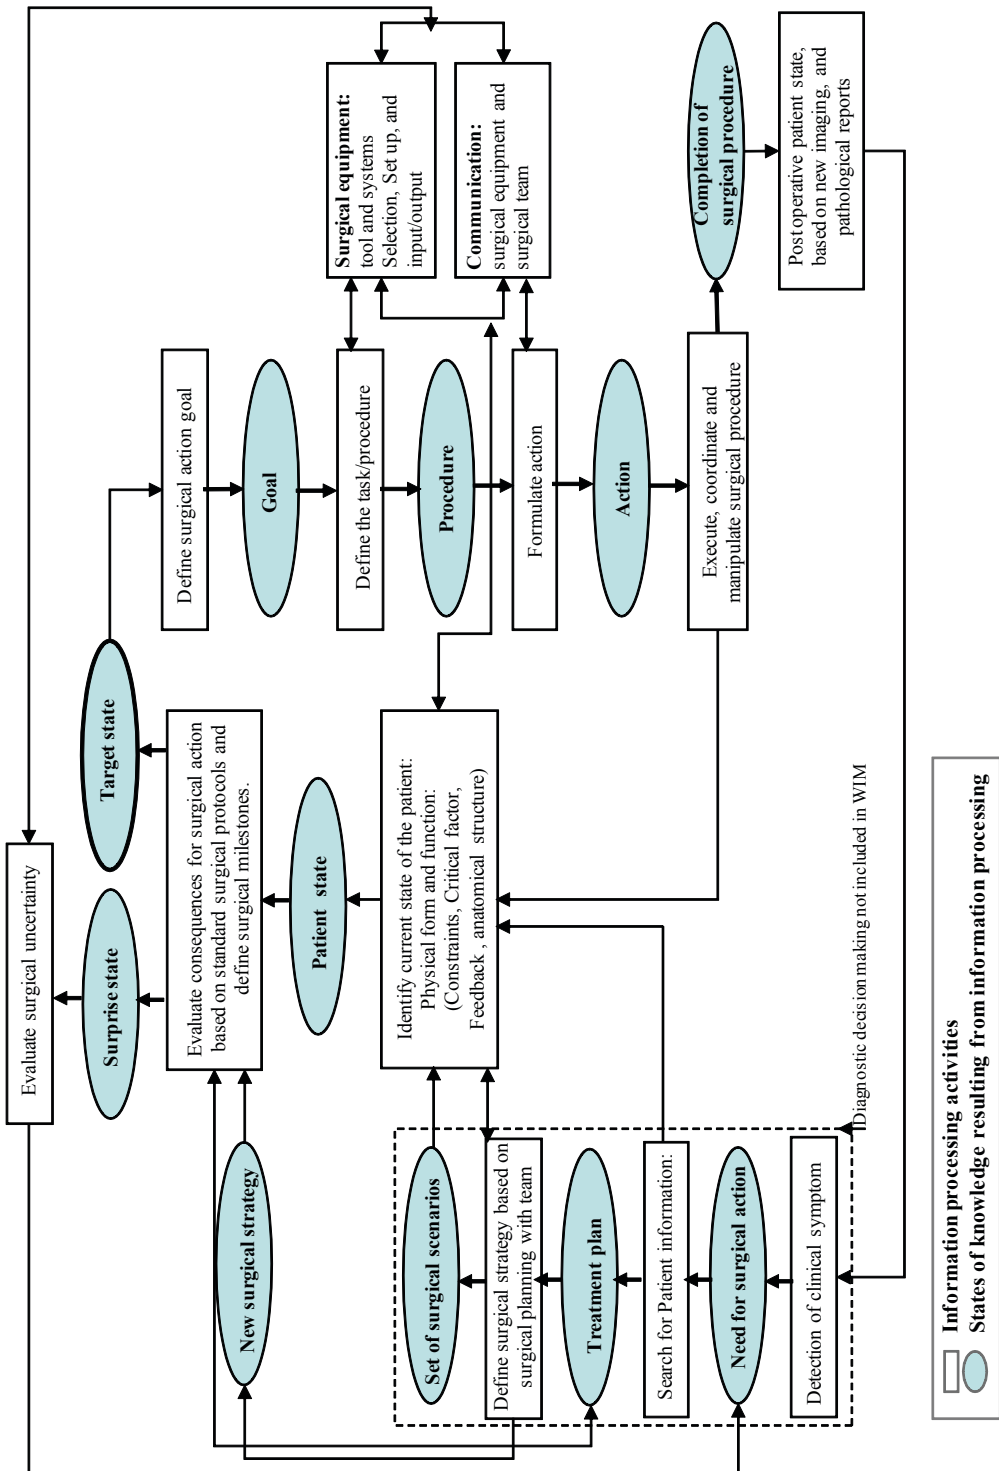 Evaluate surgical uncertainty
Surprise state
Target state
Evaluate consequences for surgical action
based on standard surgical protocols and
define surgical milestones.
New surgical strategy
Patient state
Identify current state of the patient:
Physical form and function:
(Constraints, Critical factor,
Feedback , anatomical structure)
Set of surgical scenarios
Define surgical strategy based on
surgical planning with team
Treatment plan
Search for Patient information:
Need for surgical action
Detection of clinical symptom
Diagnostic decision making not included in WIM
Define surgical action goal
Goal
Define the task/procedure
Procedure
Formulate action
Action
Execute, coordinate and
manipulate surgical procedure
Surgical equipment:
tool and systems
Selection, Set up, and
input/output
Communication:
surgical equipment and
surgical team
Completion of
surgical procedure
Post operative patient state,
based on new imaging, and
pathological reports
Information processing activities
States of knowledge resulting from information processing